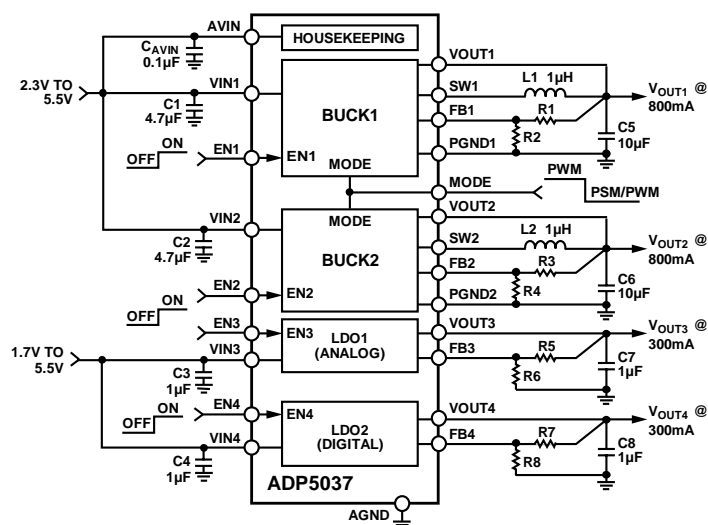 AVIN
HOUSEKEEPING
C_AVIN
0.1µF
VOUT1
2.3V TO
5.5V
VIN1
C1
4.7µF
SW1
L1 1µH
V_OUT1 @
800mA
BUCK1
FB1
R1
R2
C5
10µF
ON
OFF
EN1
EN1
PGND1
MODE
MODE
PWM
PSM/PWM
MODE
VOUT2
VIN2
C2
4.7µF
SW2
L2 1µH
V_OUT2 @
800mA
BUCK2
FB2
R3
R4
C6
10µF
ON
OFF
EN2
EN2
PGND2
EN3
EN3
LDO1
(ANALOG)
VOUT3
V_OUT3 @
300mA
1.7V TO
5.5V
VIN3
C3
1µF
FB3
R5
R6
C7
1µF
ON
OFF
EN4
EN4
LDO2
(DIGITAL)
VOUT4
V_OUT4 @
300mA
VIN4
C4
1µF
FB4
R7
R8
C8
1µF
ADP5037
AGND